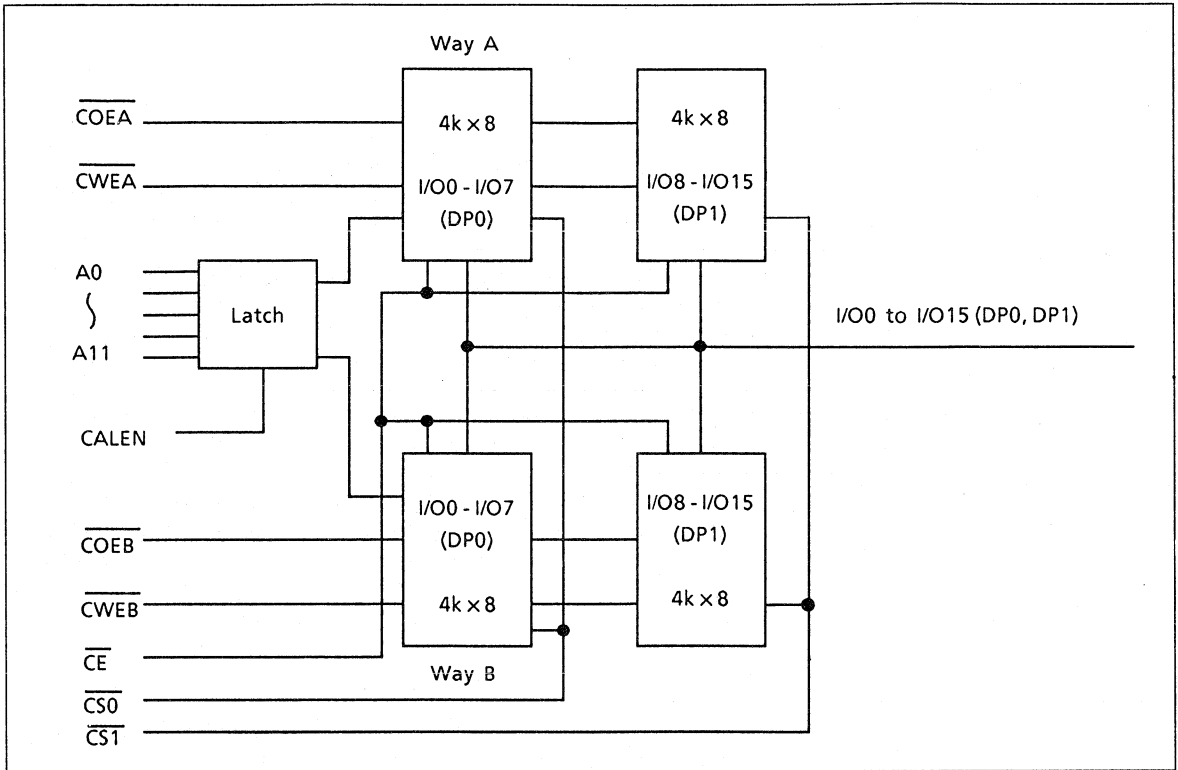 Way A
COEA
CWEA
4k × 8
I/O0 - I/O7
(DP0)
4k × 8
I/O8 - I/O15
(DP1)
A0
A11
Latch
CALEN
I/O0 to I/O15 (DP0, DP1)
I/O0 - I/O7
(DP0)
4k × 8
I/O8 - I/O15
(DP1)
4k × 8
COEB
CWEB
CE
Way B
CS0
CS1